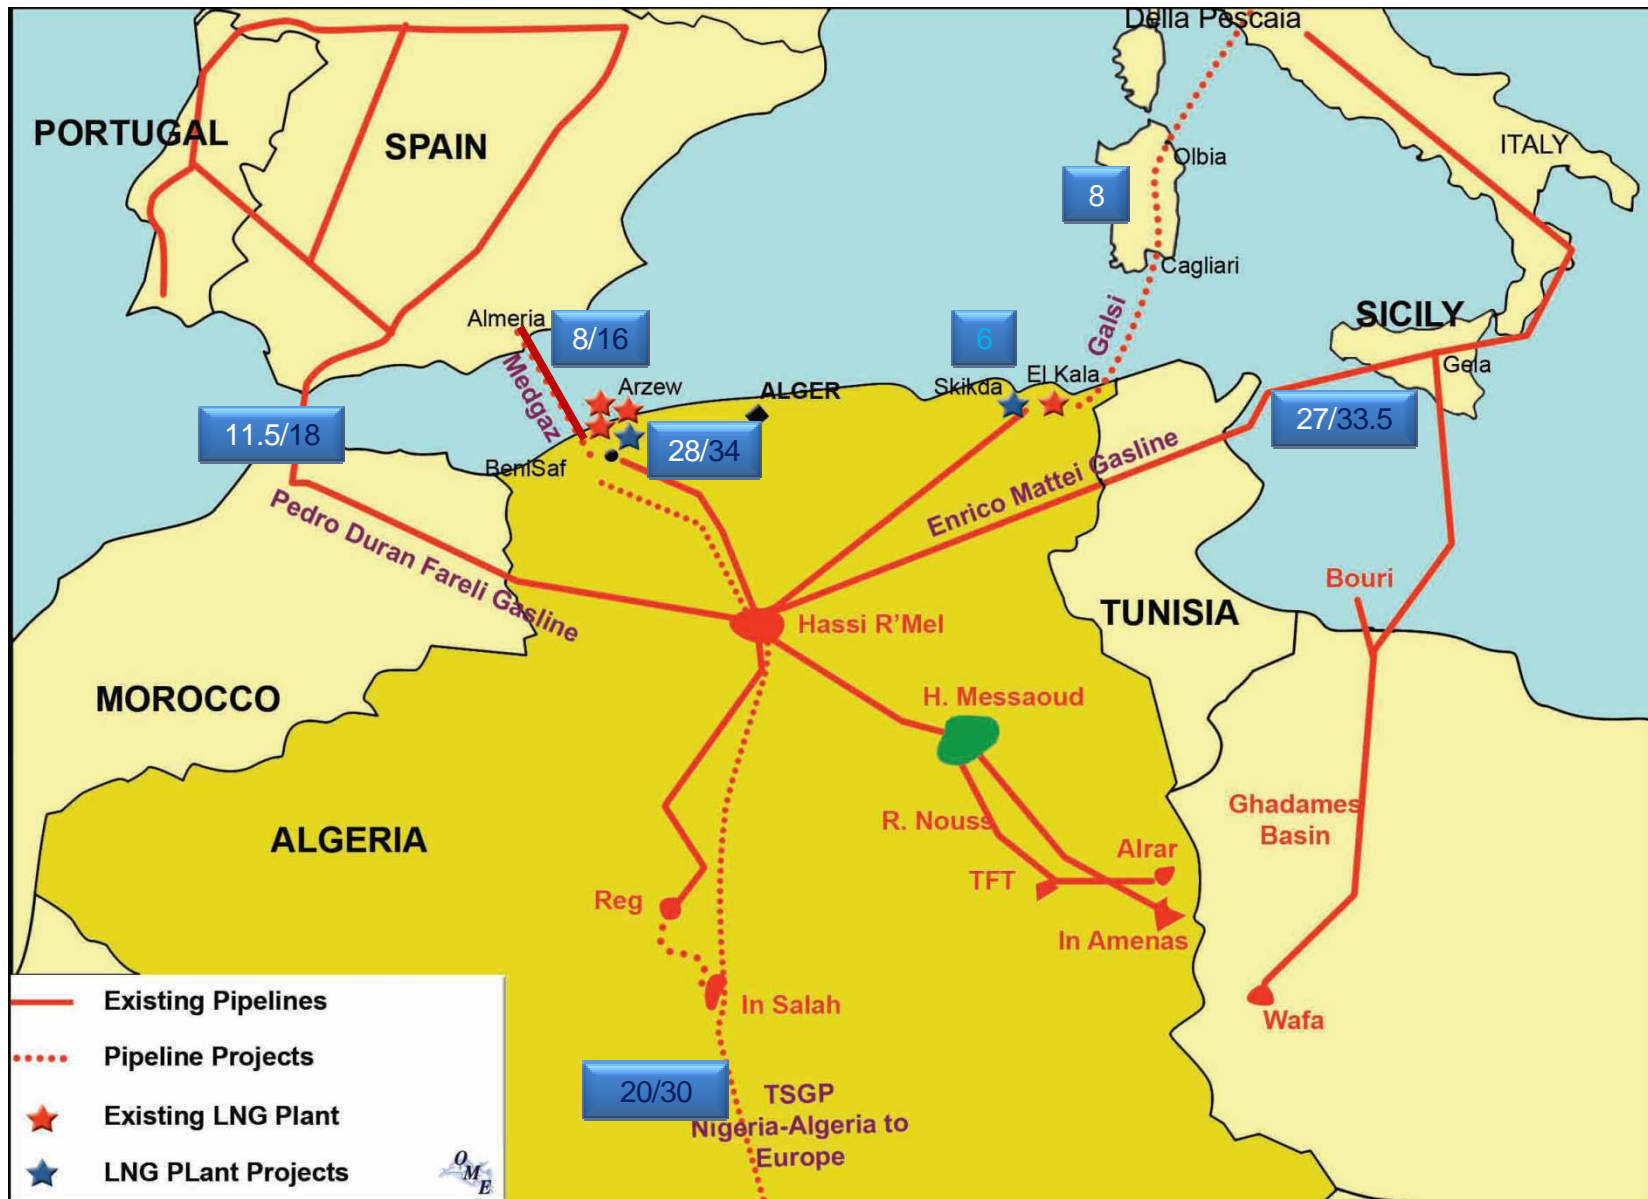 Della Pescaia
PORTUGAL
SPAIN
ITALY
Olbia
8
Cagliari
Almeria
8/16
Medgaz
Galsi
SICILY
Gela
6
Arzew
ALGER
Skikda
El Kala
11.5/18
28/34
27/33.5
BeniSaf
Pedro Duran Fareli Gasline
Enrico Mattei Gasline
Bouri
Hassi R'Mel
TUNISIA
MOROCCO
H. Messaoud
Ghadames
Basin
R. Nouss
ALGERIA
Alrar
TFT
Reg
In Amenas
In Salah
Wafa
20/30
TSGP
Nigeria-Algeria to
Europe
Existing Pipelines
Pipeline Projects
Existing LNG Plant
LNG PLant Projects
OME